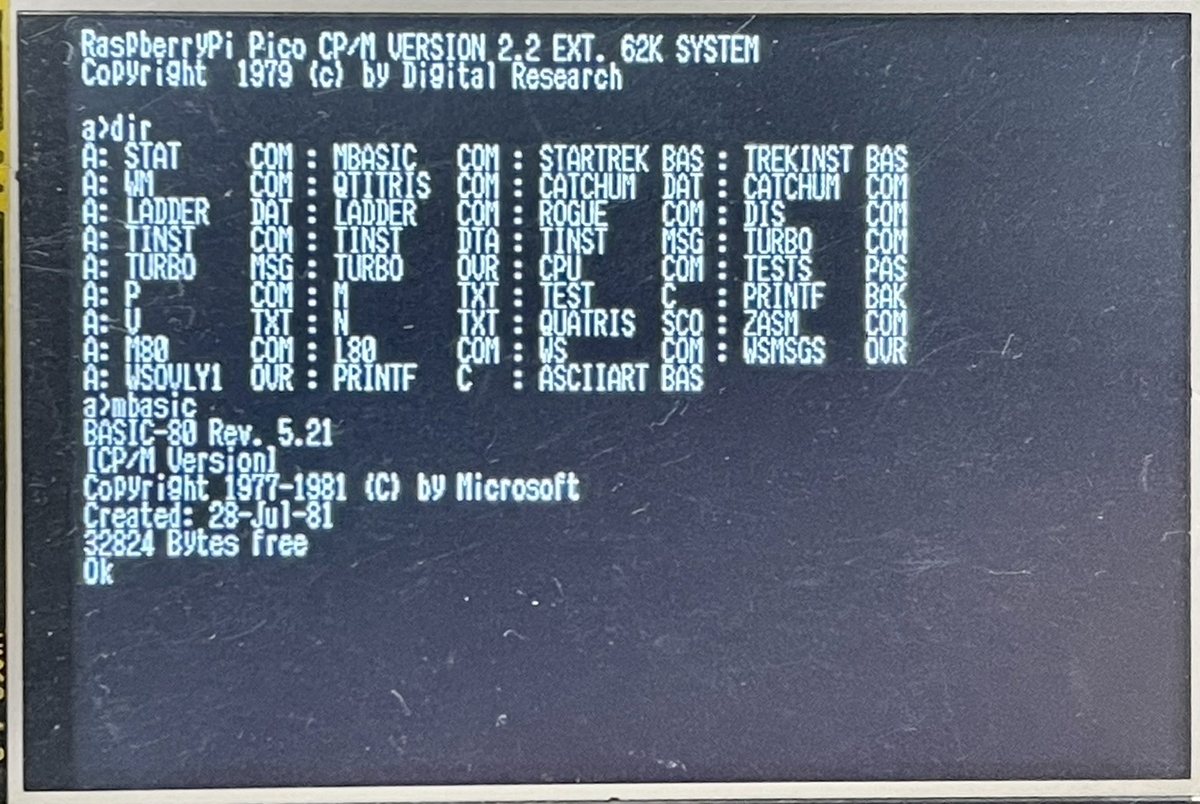 RaspberryPi Pico CP/M VERSION 2.2 EXT. 62K SYSTEM
Copyright  1979 (c) by Digital Research
a>dir
A: STAT     COM : MBASIC   COM : STARTREK BAS : TREKINST BAS
A: WM       COM : QTITRIS  COM : CATCHUM  DAT : CATCHUM  COM
A: LADDER   DAT : LADDER   COM : ROGUE    COM : DIS      COM
A: TINST    COM : TINST    DTA : TINST    MSG : TURBO    COM
A: TURBO    MSG : TURBO    OVR : CPU      COM : TESTS    PAS
A: P        COM : M        TXT : TEST     C   : PRINTF   BAK
A: V        TXT : N        TXT : QUATRIS  SCO : ZASM     COM
A: M80      COM : L80      COM : WS       COM : WSMSGS   OVR
A: WSOVLY1  OVR : PRINTF   C   : ASCIIART BAS
a>mbasic
BASIC-80 Rev. 5.21
[CP/M Version]
Copyright 1977-1981 (C) by Microsoft
Created: 28-Jul-81
32824 Bytes free
Ok